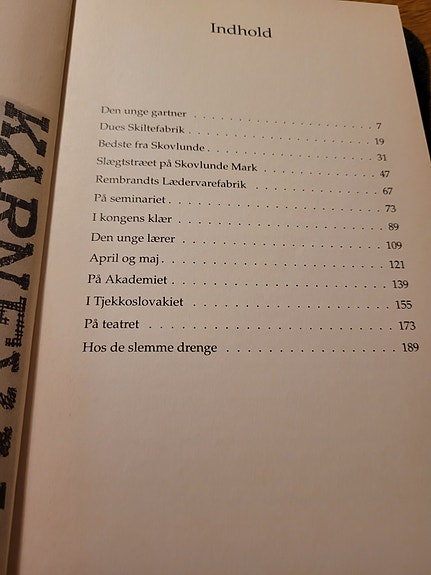 Indhold
Den unge gartner . . . . . . . . . . . . . . . . . . . . . . 7
Dues Skiltefabrik . . . . . . . . . . . . . . . . . . . . . . 19
Bedste fra Skovlunde . . . . . . . . . . . . . . . . . . . . 31
Slægtstræet på Skovlunde Mark . . . . . . . . . . . . . 47
Rembrandts Lædervarefabrik . . . . . . . . . . . . . . . 67
På seminariet . . . . . . . . . . . . . . . . . . . . . . . . 73
I kongens klær . . . . . . . . . . . . . . . . . . . . . . . 89
Den unge lærer . . . . . . . . . . . . . . . . . . . . . . 109
April og maj . . . . . . . . . . . . . . . . . . . . . . . . 121
På Akademiet . . . . . . . . . . . . . . . . . . . . . . . 139
I Tjekkoslovakiet . . . . . . . . . . . . . . . . . . . . . 155
På teatret . . . . . . . . . . . . . . . . . . . . . . . . . 173
Hos de slemme drenge . . . . . . . . . . . . . . . . . . 189